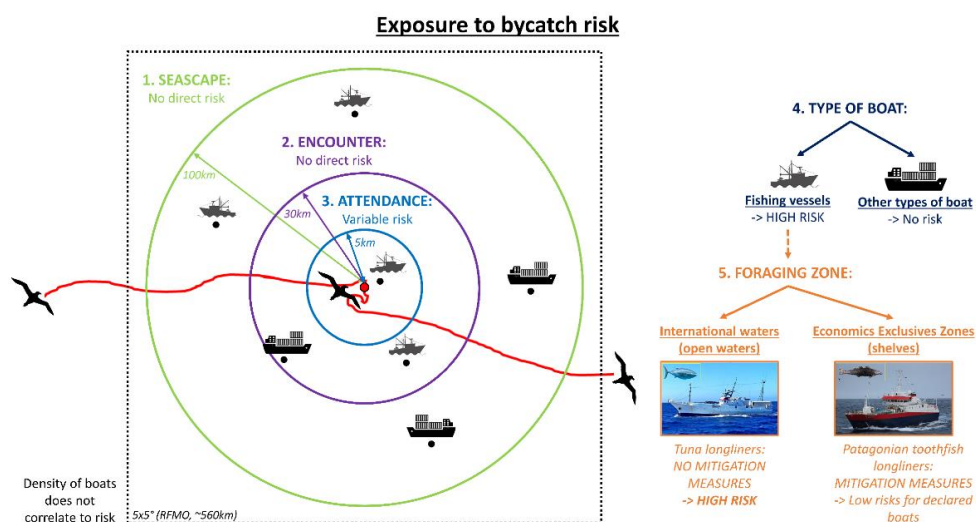 Exposure to bycatch risk
1. SEASCAPE:
No direct risk
100km
2. ENCOUNTER:
No direct risk
30km
3. ATTENDANCE:
Variable risk
5km
Density of boats
does not
correlate to risk
5x5° (RFMO, ~560km)
4. TYPE OF BOAT:
Fishing vessels
-> HIGH RISK
Other types of boat
-> No risk
5. FORAGING ZONE:
International waters
(open waters)
Tuna longliners:
NO MITIGATION
MEASURES
-> HIGH RISK
Economics Exclusives Zones
(shelves)
Patagonian toothfish
longliners:
MITIGATION MEASURES
-> Low risks for declared
boats